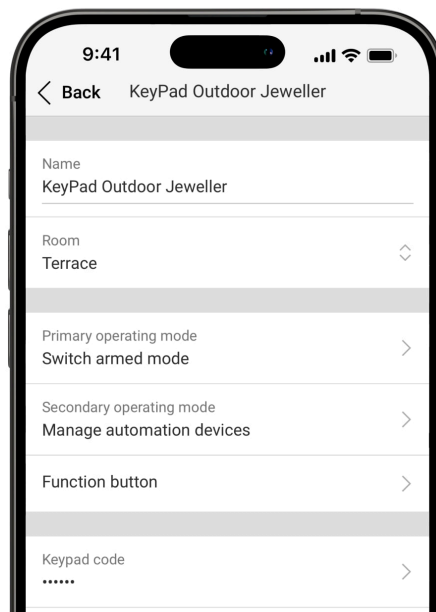 9:41
Back KeyPad Outdoor Jeweller
Name
KeyPad Outdoor Jeweller
Room
Terrace
Primary operating mode
Switch armed mode
Secondary operating mode
Manage automation devices
Function button
Keypad code
••••••